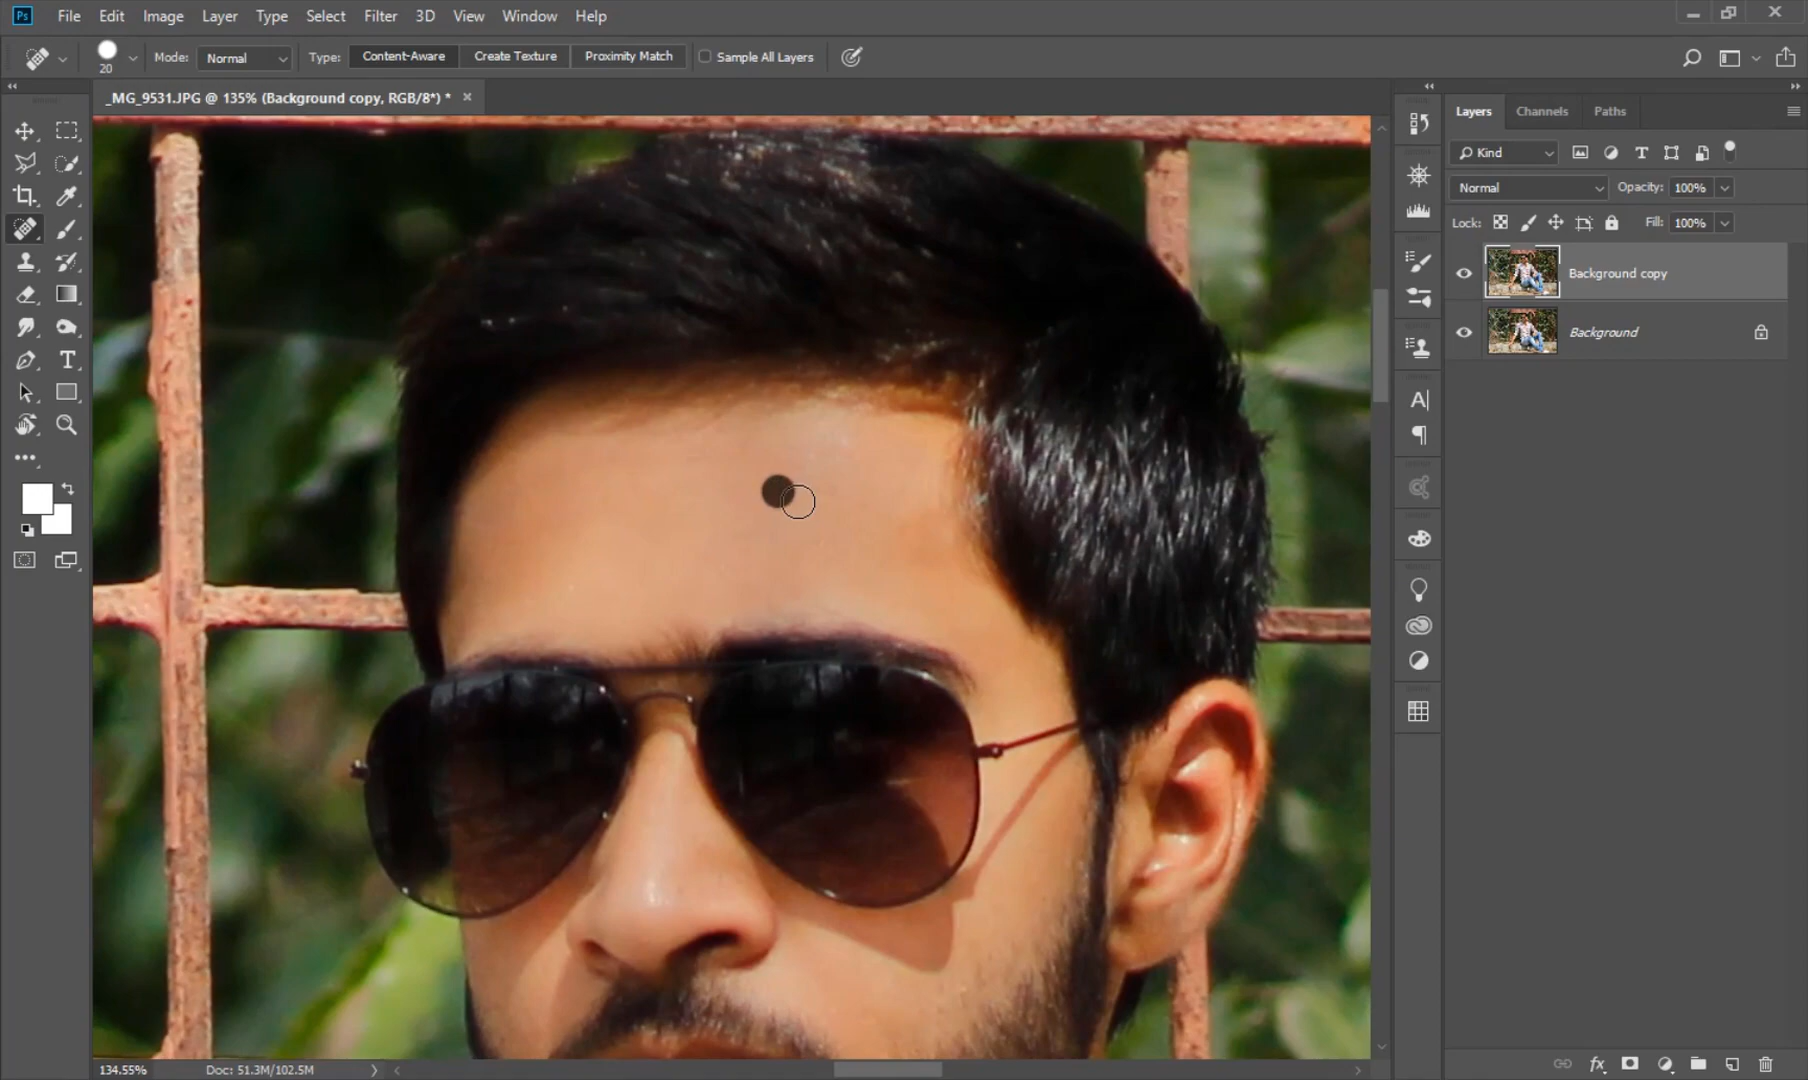 Ps File Edit Image Layer Type Select Filter 3D View Window Help
20 Mode: Normal Type: Content-Aware Create Texture Proximity Match Sample All Layers
_MG_9531.JPG @ 135% (Background copy, RGB/8*) *
Layers Channels Paths
Kind
Normal Opacity: 100%
Lock: Fill: 100%
Background copy
Background
134.55% Doc: 51.3M/102.5M